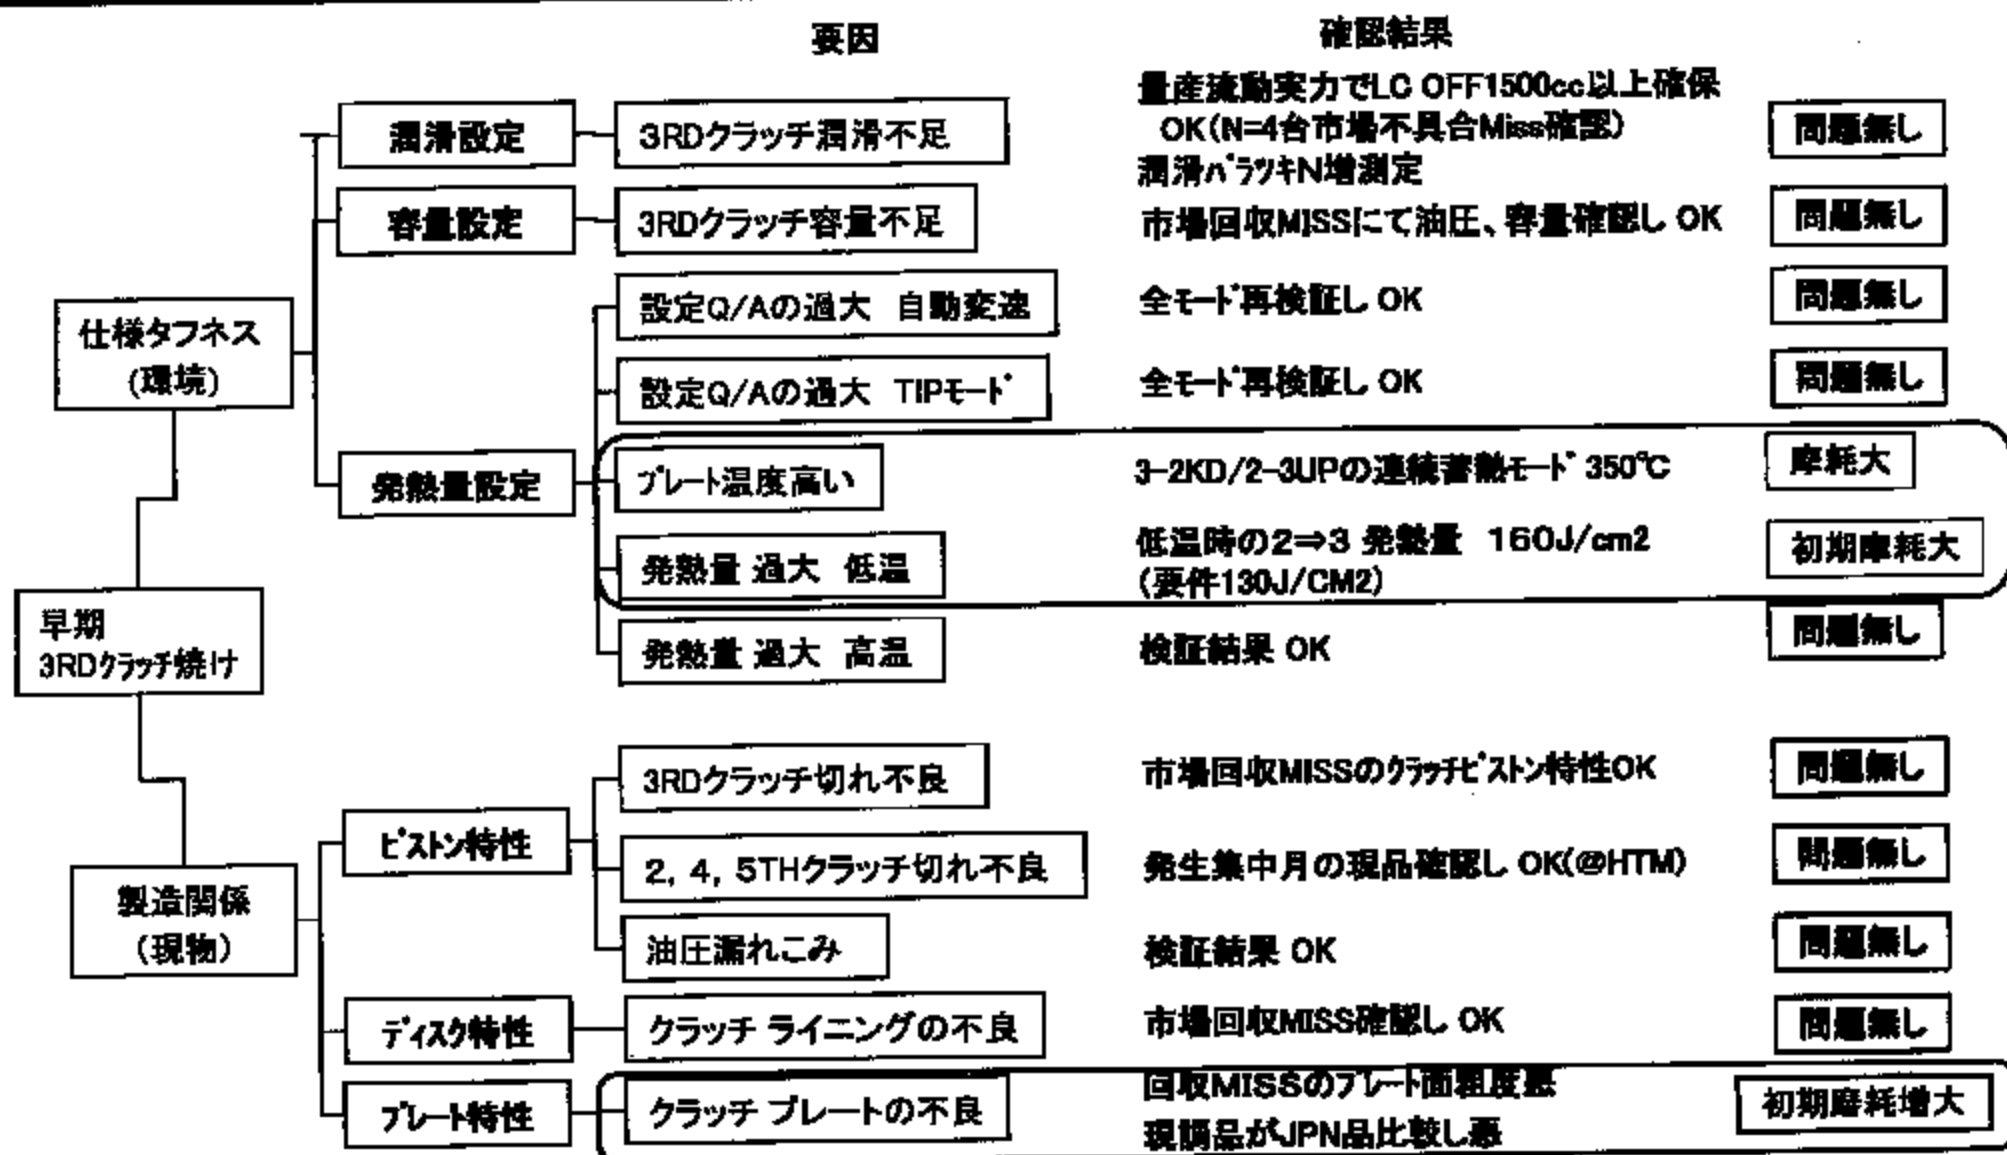 要因
確認結果
潤滑設定
3RDクラッチ潤滑不足
量産流動実力でLC OFF1500cc以上確保
OK(N=4台市場不具合Miss確認)
潤滑バラツキN増測定
問題無し
容量設定
3RDクラッチ容量不足
市場回収MISSにて油圧、容量確認し OK
問題無し
仕様タフネス
(環境)
設定Q/Aの過大 自動変速
全モード再検証し OK
問題無し
設定Q/Aの過大 TIPモード
全モード再検証し OK
問題無し
発熱量設定
プレート温度高い
3-2KD/2-3UPの連続蓄熱モード 350℃
摩耗大
発熱量 過大 低温
低温時の2⇒3 発熱量 160J/cm2
(要件130J/CM2)
初期摩耗大
発熱量 過大 高温
検証結果 OK
問題無し
早期
3RDクラッチ焼け
製造関係
(現物)
ピストン特性
3RDクラッチ切れ不良
市場回収MISSのクラッチピストン特性OK
問題無し
2, 4, 5THクラッチ切れ不良
発生集中月の現品確認し OK(@HTM)
問題無し
油圧漏れこみ
検証結果 OK
問題無し
ディスク特性
クラッチ ライニングの不良
市場回収MISS確認し OK
問題無し
プレート特性
クラッチ プレートの不良
回収MISSのプレート面粗度悪
現調品がJPN品比較し悪
初期磨耗増大